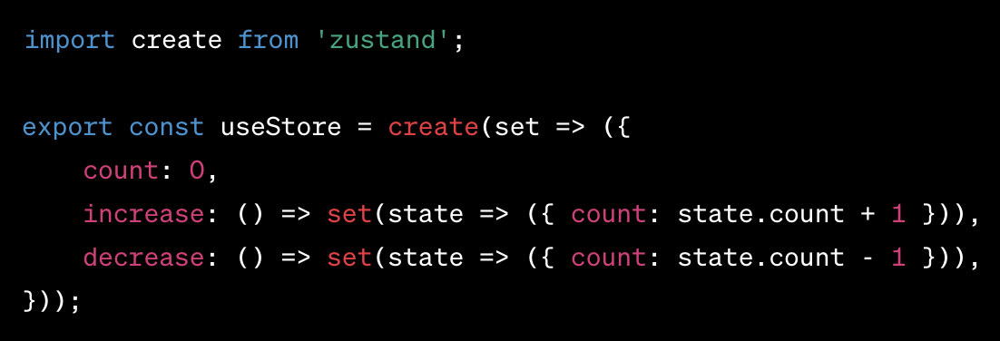 import create from 'zustand';
export const useStore = create(set => ({
    count: 0,
    increase: () => set(state => ({ count: state.count + 1 })),
    decrease: () => set(state => ({ count: state.count - 1 })),
}));